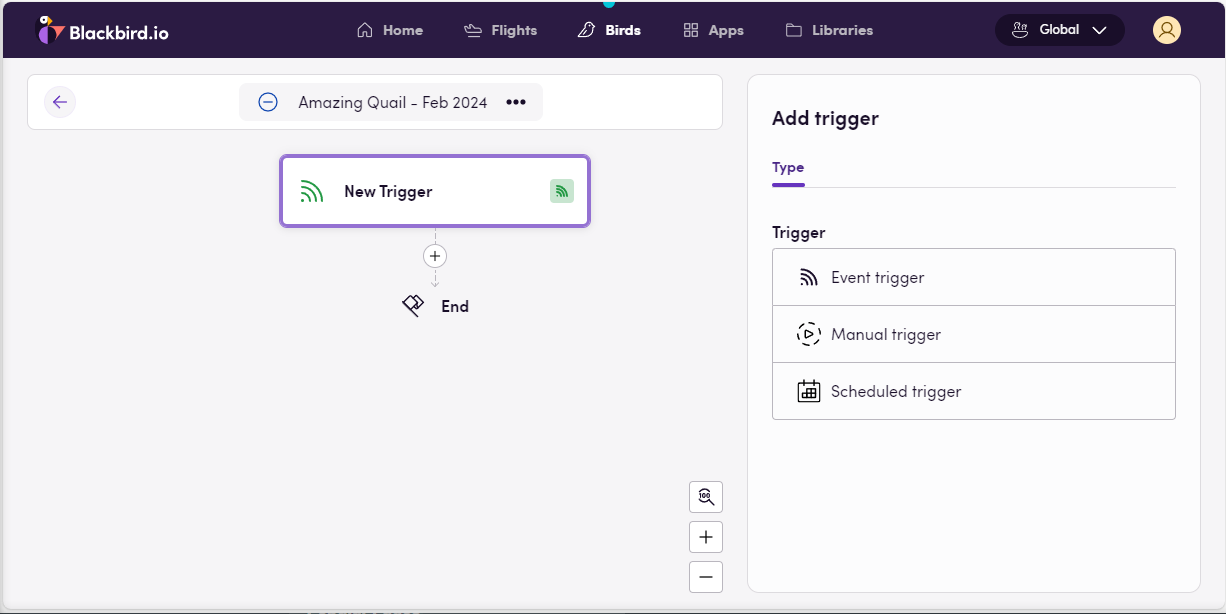 Blackbird.io
Home
Flights
Birds
Apps
Libraries
Global
Amazing Quail - Feb 2024
New Trigger
End
Add trigger
Type
Trigger
Event trigger
Manual trigger
Scheduled trigger
100